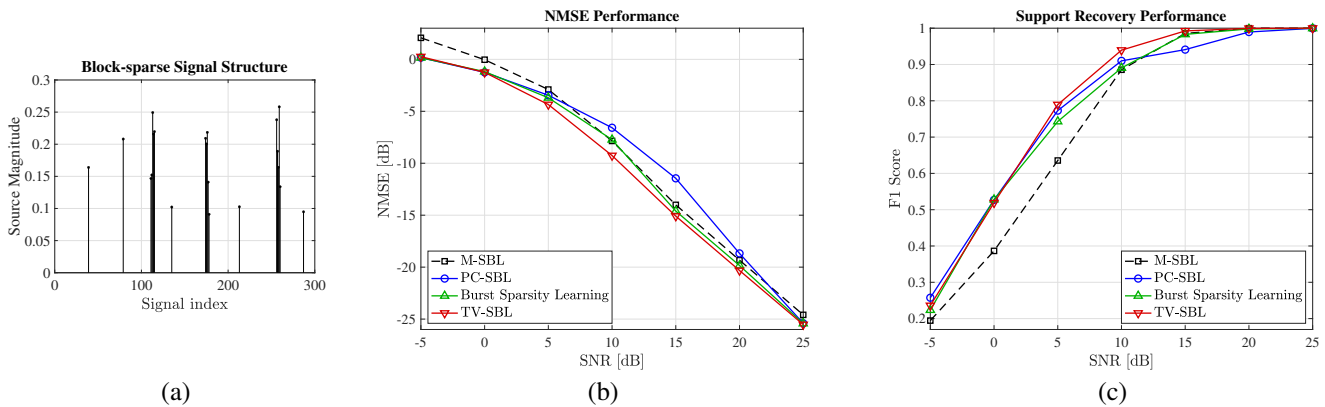 Block-sparse Signal Structure
0.3
0.25
0.2
0.15
0.1
0.05
0
Source Magnitude
0 100 200 300
Signal index
(a)
NMSE Performance
0
-5
-10
-15
-20
-25
NMSE [dB]
M-SBL
PC-SBL
Burst Sparsity Learning
TV-SBL
-5 0 5 10 15 20 25
SNR [dB]
(b)
Support Recovery Performance
1
0.9
0.8
0.7
0.6
0.5
0.4
0.3
0.2
F1 Score
M-SBL
PC-SBL
Burst Sparsity Learning
TV-SBL
-5 0 5 10 15 20 25
SNR [dB]
(c)